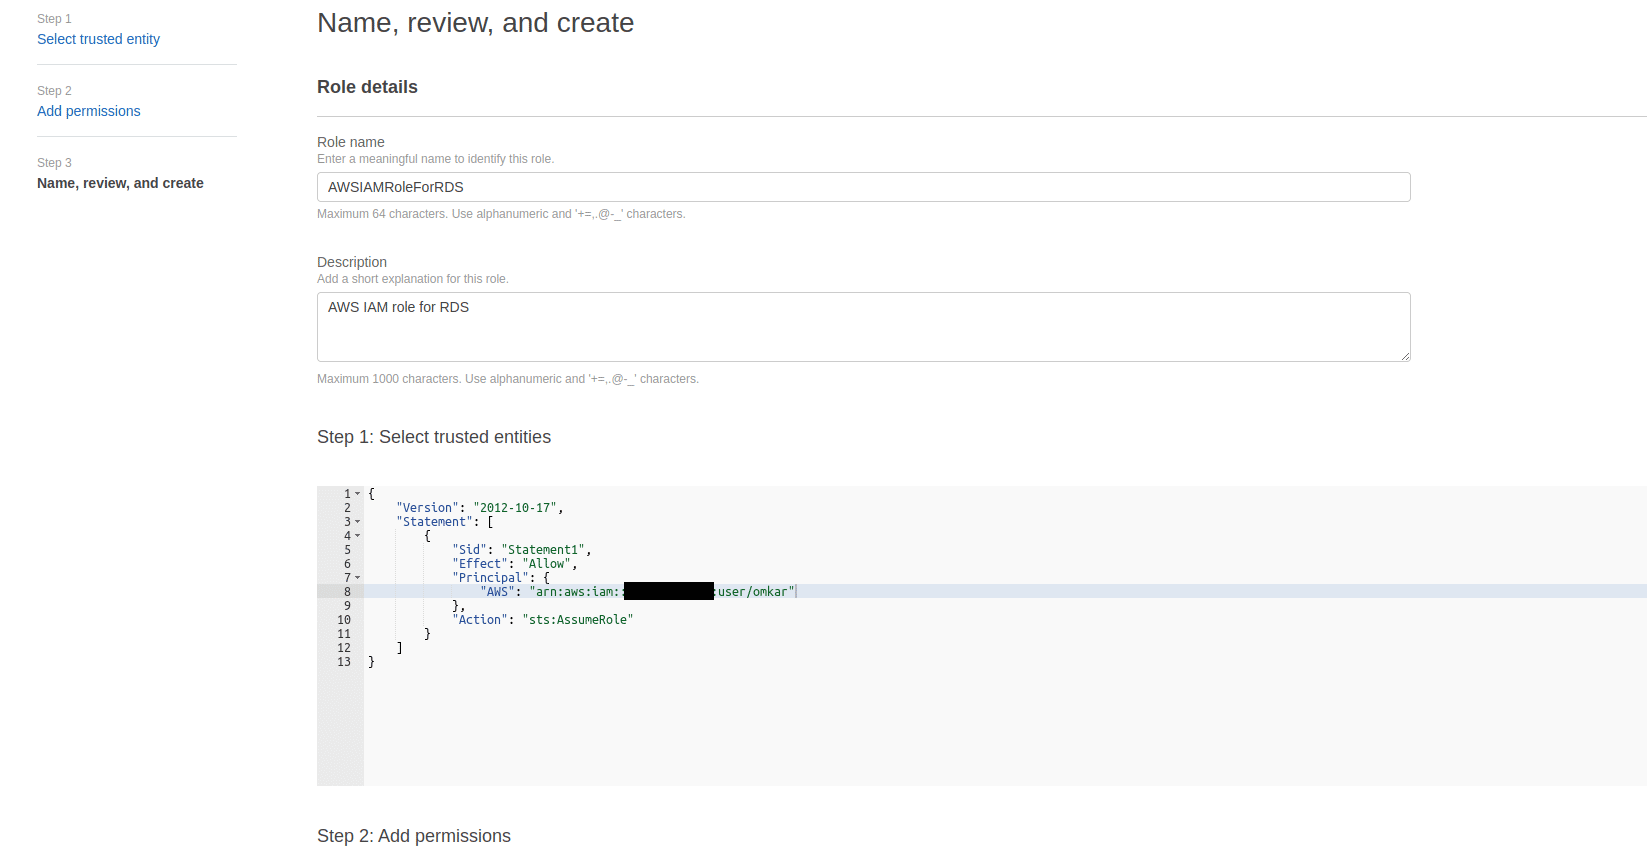 Step 1
Select trusted entity
Step 2
Add permissions
Step 3
Name, review, and create
Name, review, and create
Role details
Role name
Enter a meaningful name to identify this role.
AWSIAMRoleForRDS
Maximum 64 characters. Use alphanumeric and '+=,.@-_' characters.
Description
Add a short explanation for this role.
AWS IAM role for RDS
Maximum 1000 characters. Use alphanumeric and '+=,.@-_' characters.
Step 1: Select trusted entities
1 {
2 "Version": "2012-10-17",
3 "Statement": [
4 {
5 "Sid": "Statement1",
6 "Effect": "Allow",
7 "Principal": {
8 "AWS": "arn:aws:iam:: :user/omkar"
9 },
10 "Action": "sts:AssumeRole"
11 }
12 ]
13 }
Step 2: Add permissions